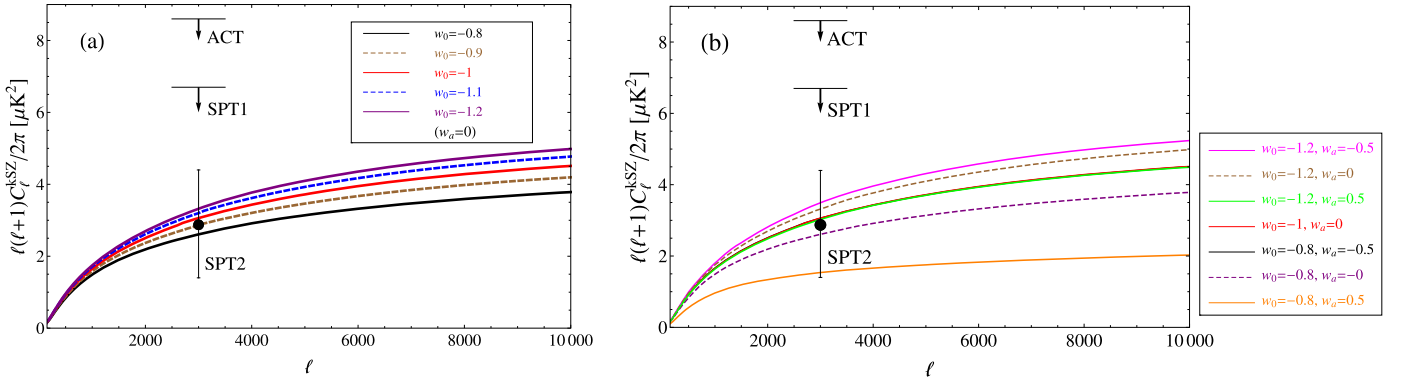 (a)
ACT
SPT1
SPT2
w₀=−0.8
w₀=−0.9
w₀=−1
w₀=−1.1
w₀=−1.2
(wₐ=0)
ℓ(ℓ+1)C_ℓ^kSZ/2π [μK²]
0
2
4
6
8
2000
4000
6000
8000
10 000
ℓ
(b)
ACT
SPT1
SPT2
ℓ(ℓ+1)C_ℓ^kSZ/2π [μK²]
0
2
4
6
8
2000
4000
6000
8000
10 000
ℓ
w₀=−1.2, wₐ=−0.5
w₀=−1.2, wₐ=0
w₀=−1.2, wₐ=0.5
w₀=−1, wₐ=0
w₀=−0.8, wₐ=−0.5
w₀=−0.8, wₐ=−0
w₀=−0.8, wₐ=0.5